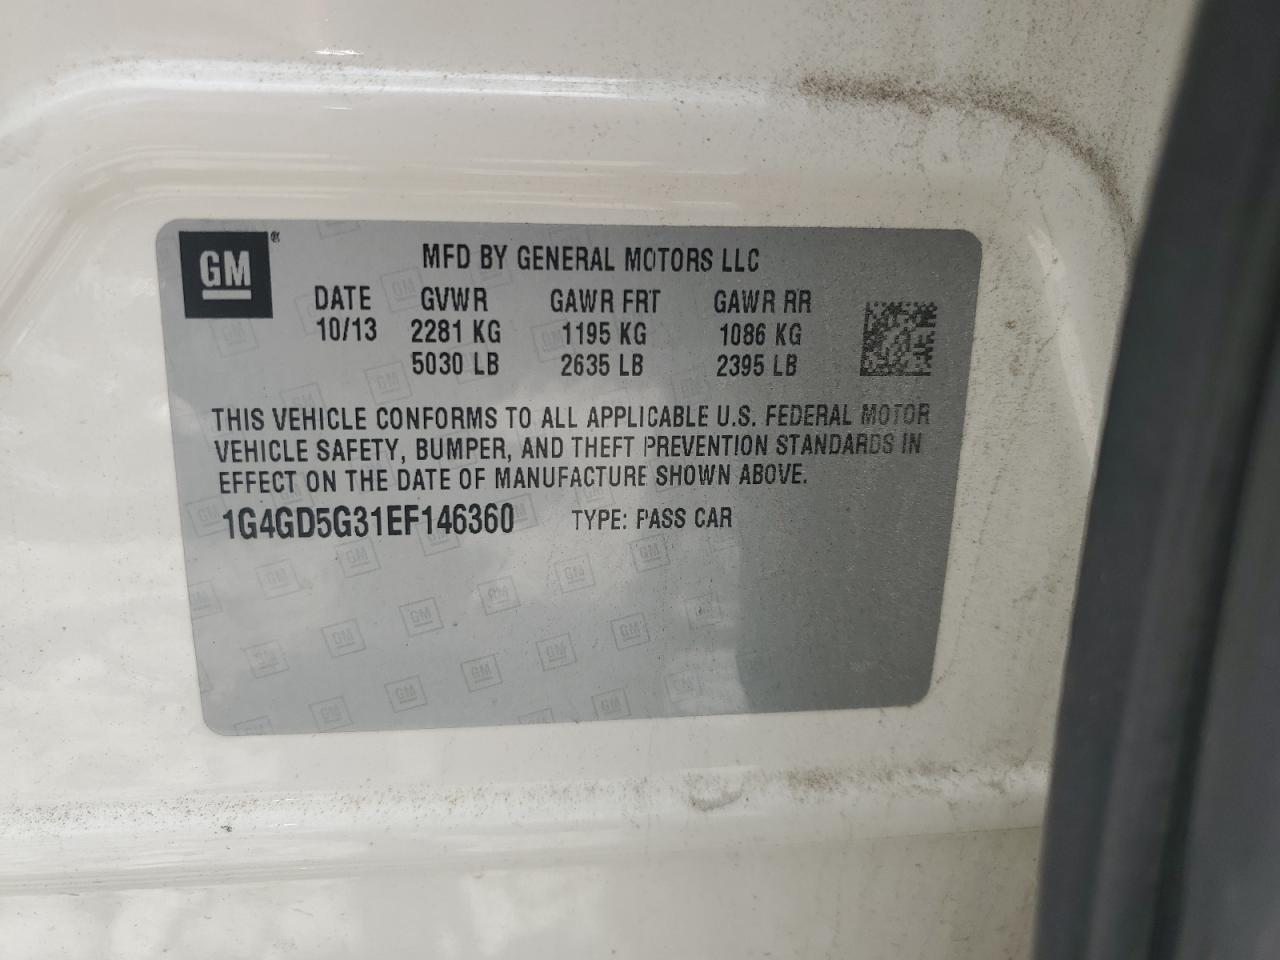 GM®
MFD BY GENERAL MOTORS LLC
DATE GVWR GAWR FRT GAWR RR
10/13 2281 KG 1195 KG 1086 KG
5030 LB 2635 LB 2395 LB
THIS VEHICLE CONFORMS TO ALL APPLICABLE U.S. FEDERAL MOTOR
VEHICLE SAFETY, BUMPER, AND THEFT PREVENTION STANDARDS IN
EFFECT ON THE DATE OF MANUFACTURE SHOWN ABOVE.
1G4GD5G31EF146360 TYPE: PASS CAR